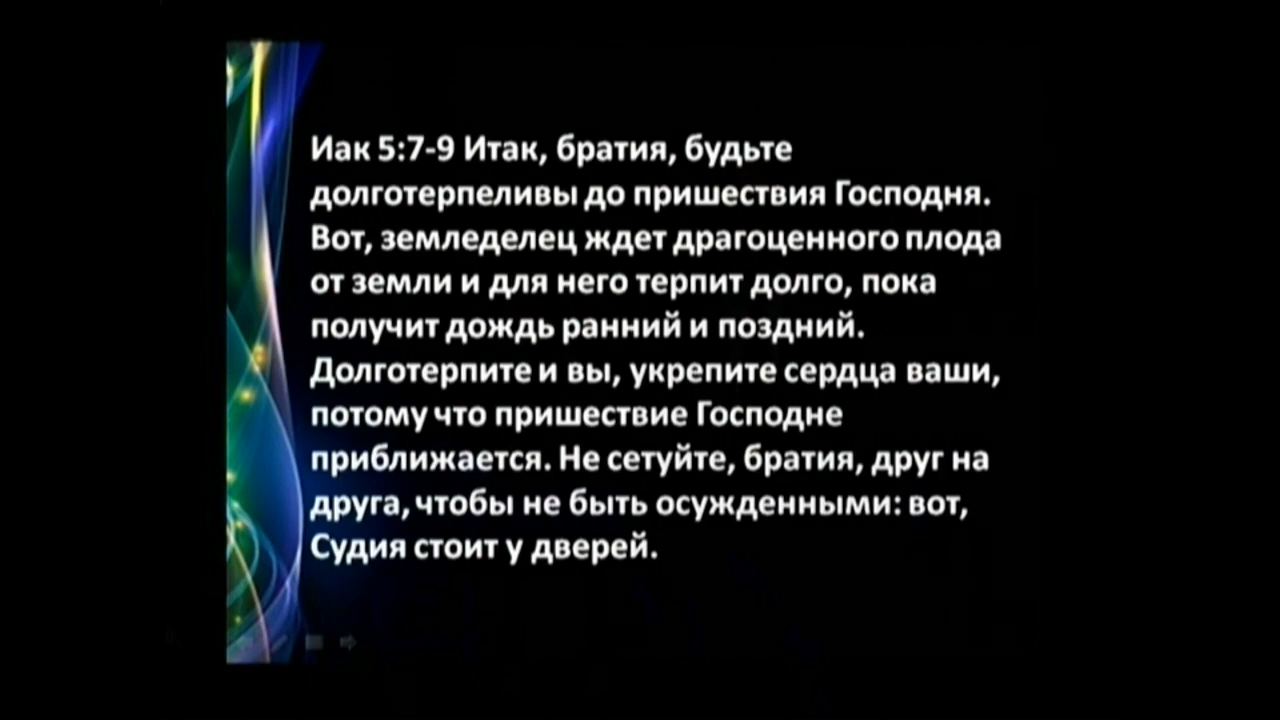 Иак 5:7-9 Итак, братия, будьте
долготерпеливы до пришествия Господня.
Вот, земледелец ждет драгоценного плода
от земли и для него терпит долго, пока
получит дождь ранний и поздний.
Долготерпите и вы, укрепите сердца ваши,
потому что пришествие Господне
приближается. Не сетуйте, братия, друг на
друга, чтобы не быть осужденными: вот,
Судия стоит у дверей.